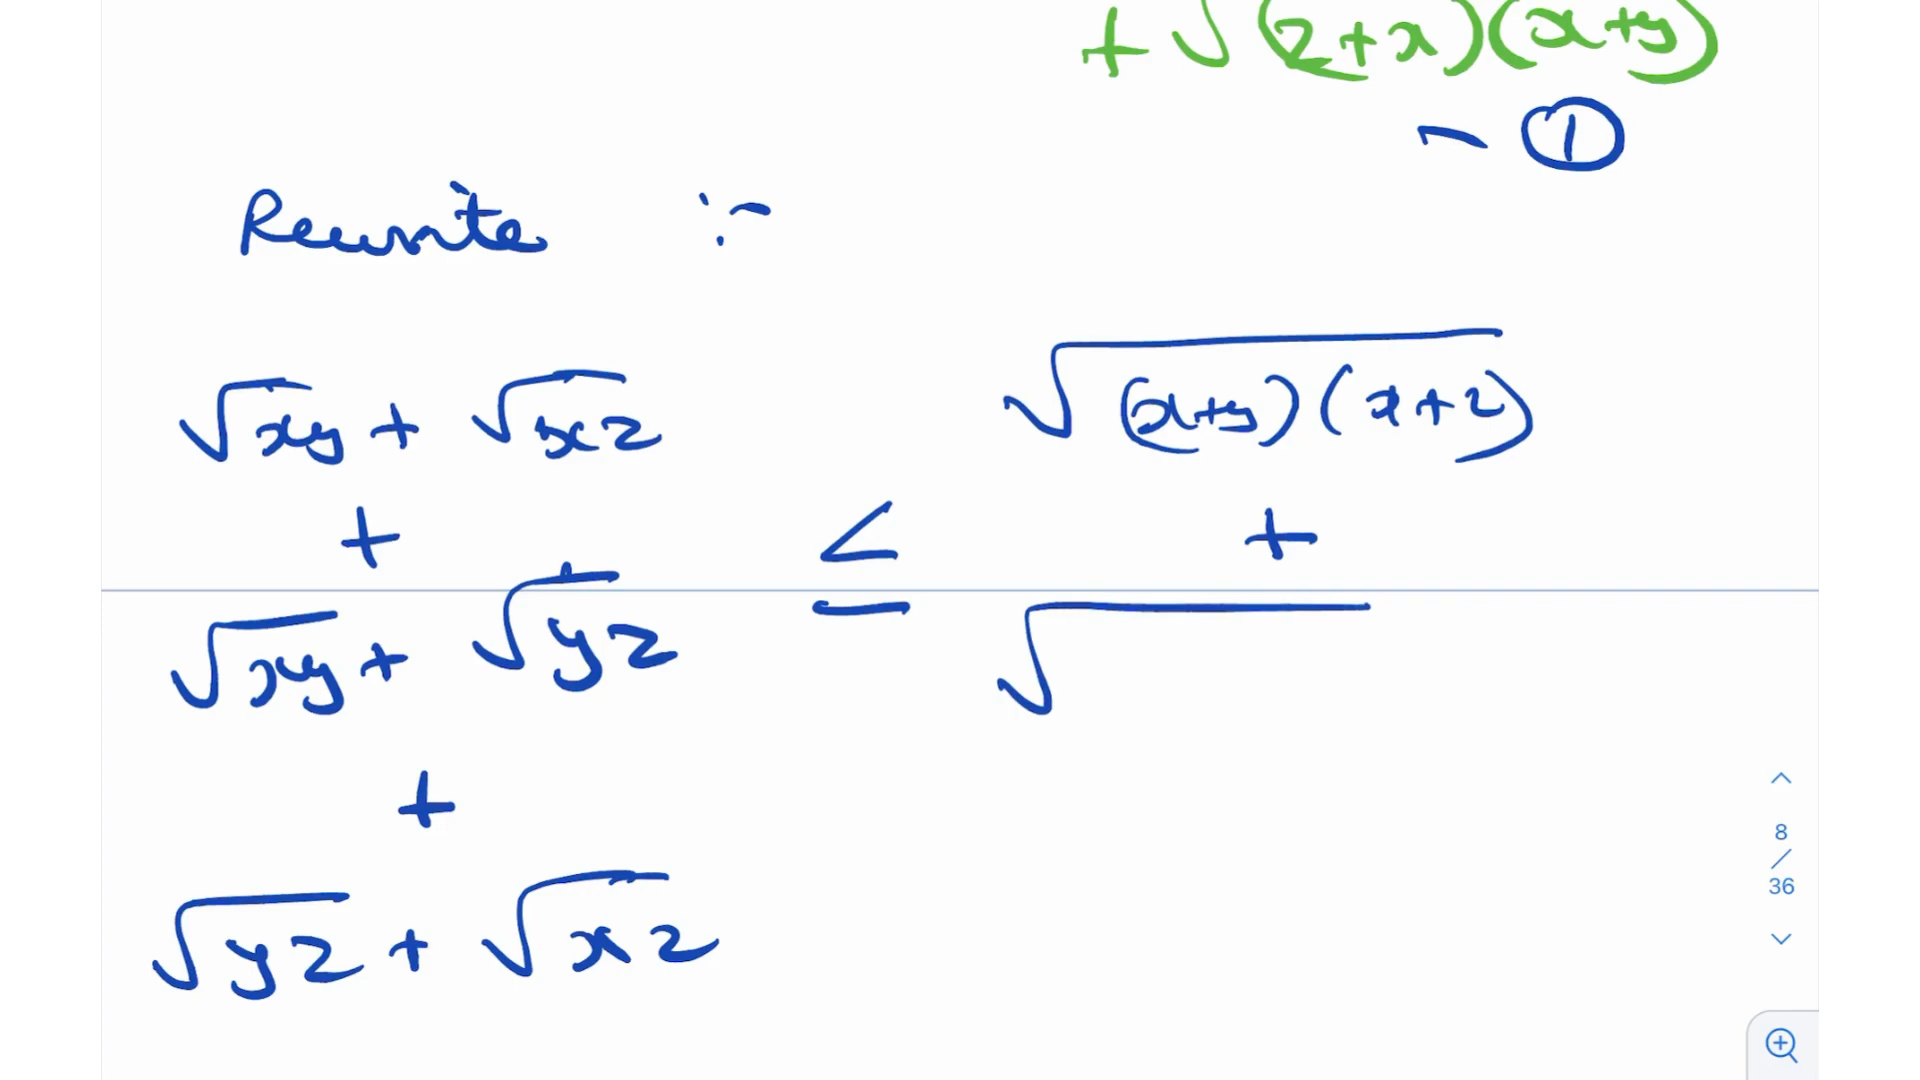 + √(z+x)(x+y)
- ①
Rewrite :-
√xy + √xz √(x+y)(x+z)
+ ≤ +
√xy + √yz √
+
√yz + √xz
8
/
36